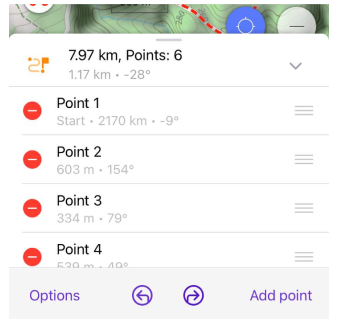 7.97 km, Points: 6
1.17 km • -28°
Point 1
Start • 2170 km • -9°
Point 2
603 m • 154°
Point 3
334 m • 79°
Point 4
539 m • 49°
Options
Add point